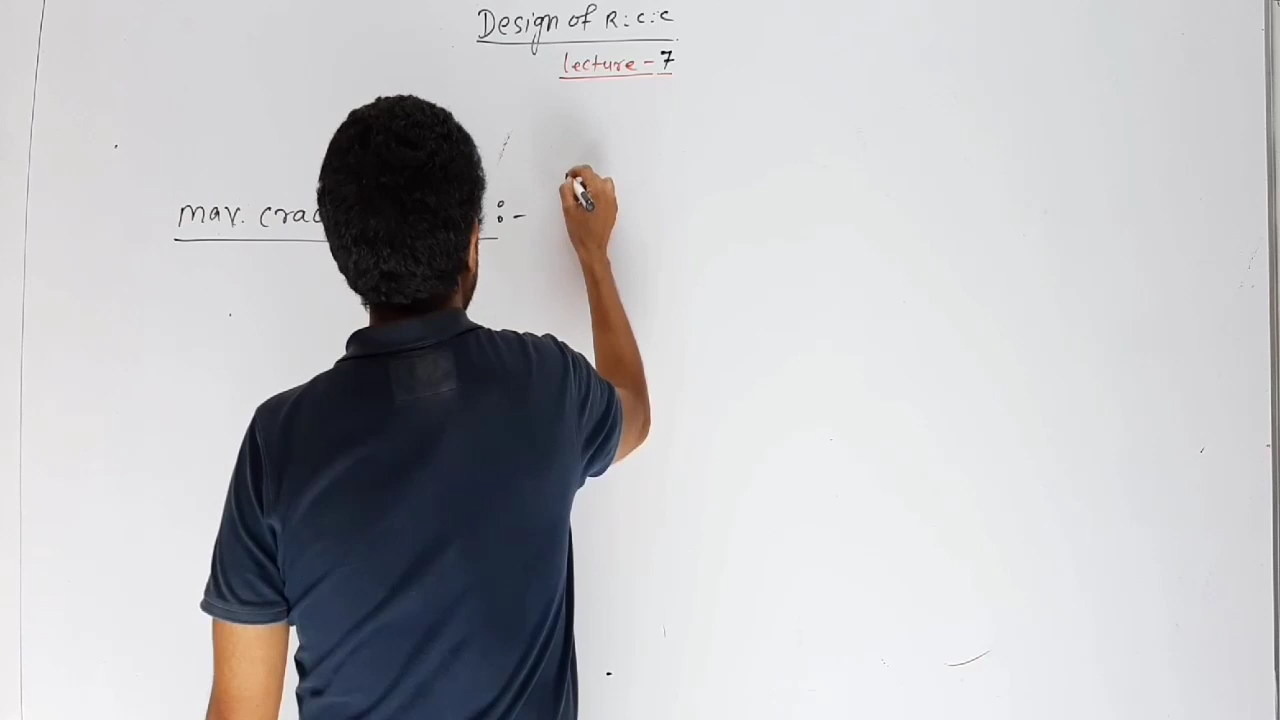 Design of R.C.C
lecture - 7
max. crac :-